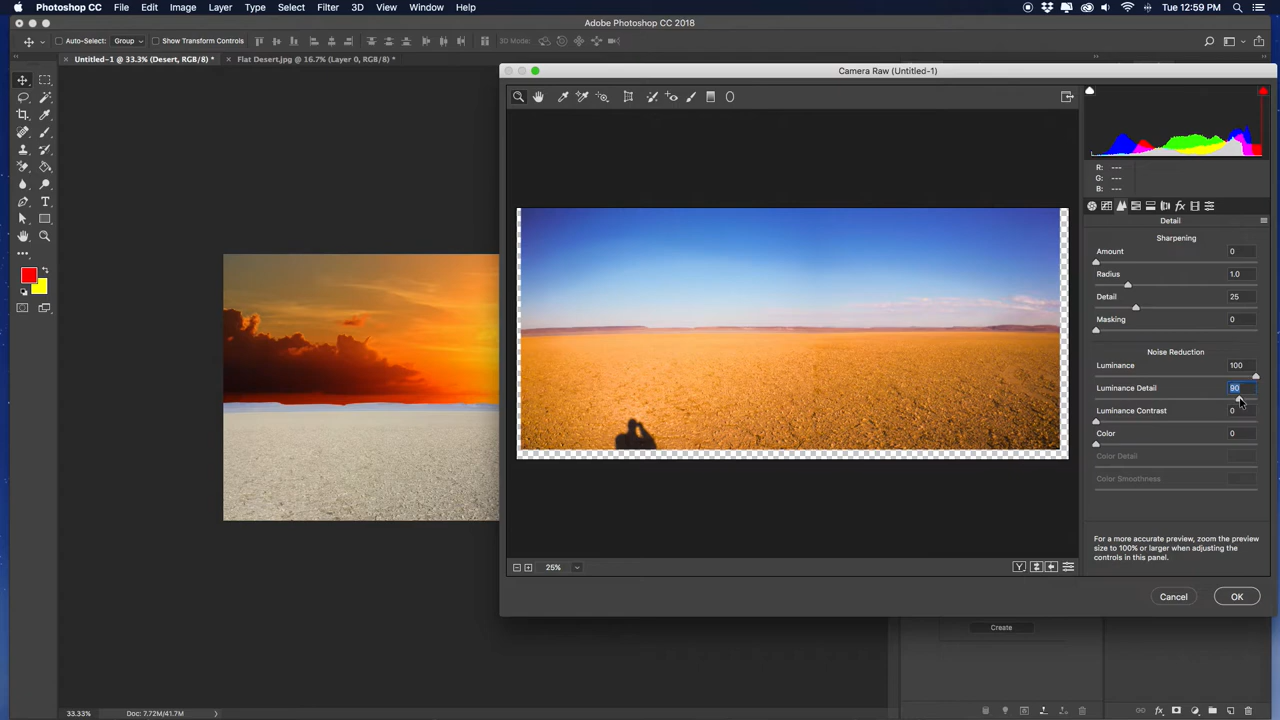 Photoshop CC File Edit Image Layer Type Select Filter 3D View Window Help Tue 12:59 PM
Adobe Photoshop CC 2018
Auto-Select: Group Show Transform Controls 3D Mode:
Untitled-1 @ 33.3% (Desert, RGB/8) * Flat Desert.jpg @ 16.7% (Layer 0, RGB/8) *
Camera Raw (Untitled-1)
R: ---
G: ---
B: ---
Detail
Sharpening
Amount 0
Radius 1.0
Detail 25
Masking 0
Noise Reduction
Luminance 100
Luminance Detail 90
Luminance Contrast 0
Color 0
Color Detail
Color Smoothness
For a more accurate preview, zoom the preview
size to 100% or larger when adjusting the
controls in this panel.
25% Y
Cancel OK
Create
33.33% Doc: 7.72M/41.7M fx